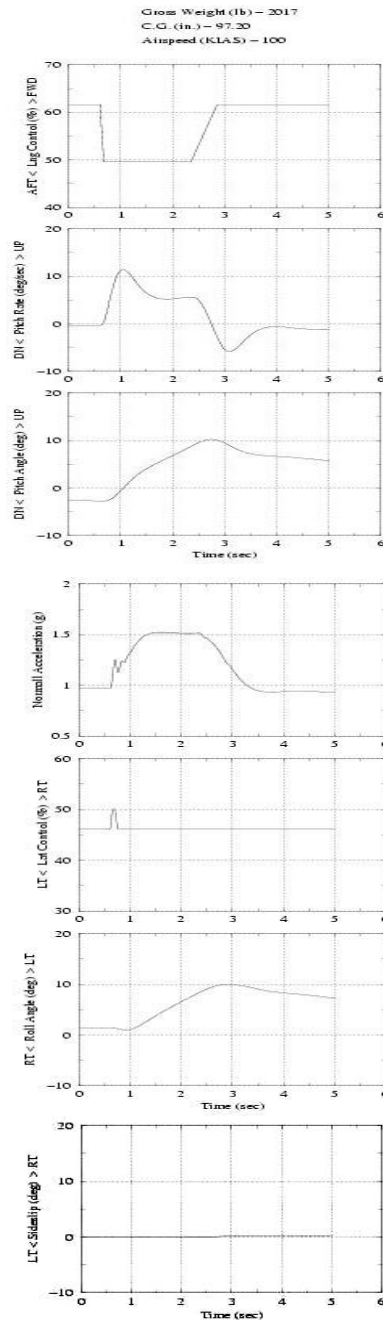 Gross Weight (lb) – 2017
C.G. (in.) – 97.20
Airspeed (KIAS) – 100
AFT < Lng Control (%) > FWD
70
60
50
40
0 1 2 3 4 5 6
DN < Pitch Rate (deg/sec) > UP
20
10
0
−10
0 1 2 3 4 5 6
DN < Pitch Angle (deg) > UP
20
10
0
−10
0 1 2 3 4 5 6
Time (sec)
Normall Acceleration (g)
2
1.5
1
0.5
0 1 2 3 4 5 6
LT < Lat Control (%) > RT
60
50
40
30
0 1 2 3 4 5 6
RT < Roll Angle (deg) > LT
20
10
0
−10
0 1 2 3 4 5 6
Time (sec)
LT < Sideslip (deg) > RT
20
10
0
−10
0 1 2 3 4 5 6
Time (sec)